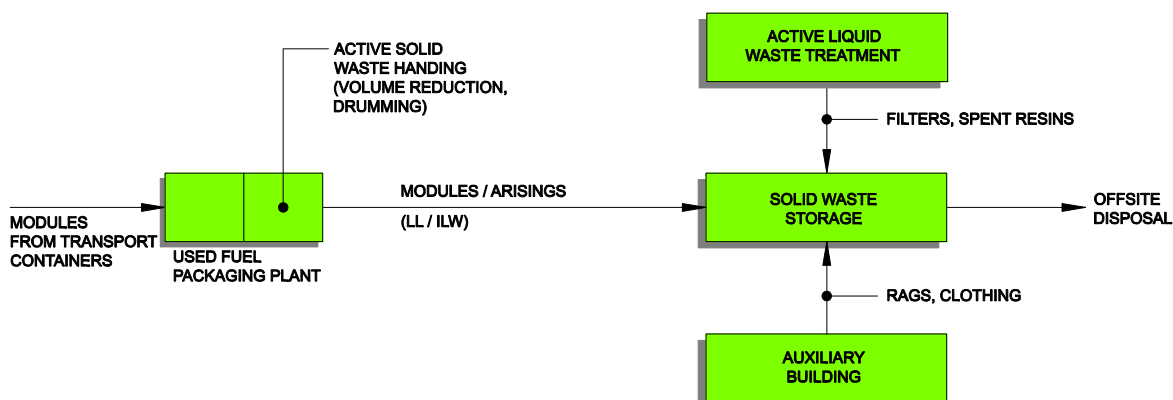 ACTIVE SOLID
WASTE HANDING
(VOLUME REDUCTION,
DRUMMING)
ACTIVE LIQUID
WASTE TREATMENT
FILTERS, SPENT RESINS
MODULES
FROM TRANSPORT
CONTAINERS
USED FUEL
PACKAGING PLANT
MODULES / ARISINGS
(LL / ILW)
SOLID WASTE
STORAGE
OFFSITE
DISPOSAL
RAGS, CLOTHING
AUXILIARY
BUILDING